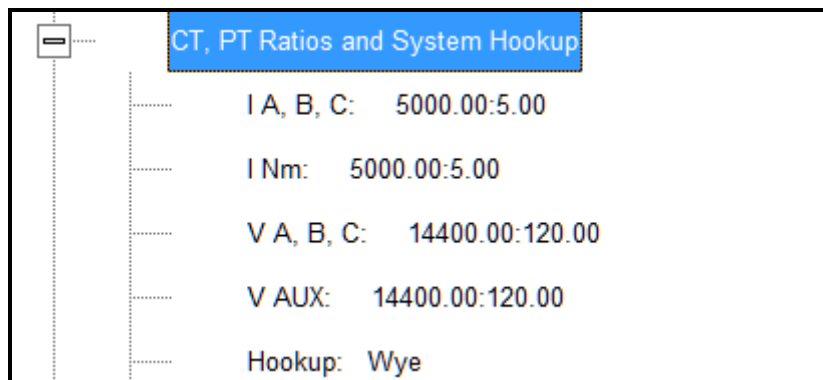 CT, PT Ratios and System Hookup
I A, B, C: 5000.00:5.00
I Nm: 5000.00:5.00
V A, B, C: 14400.00:120.00
V AUX: 14400.00:120.00
Hookup: Wye